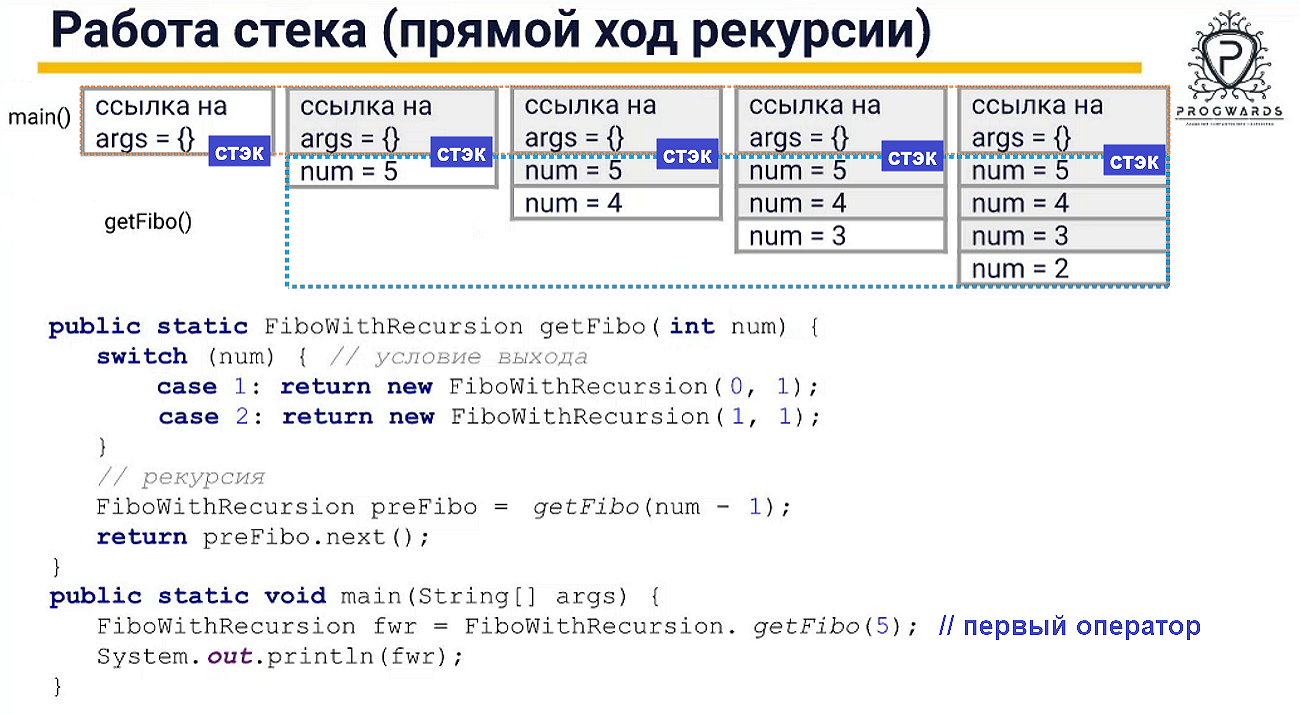 Работа стека (прямой ход рекурсии)
PROGWARDS
main()
ссылка на
args = {}
стэк
ссылка на
args = {}
стэк
num = 5
ссылка на
args = {}
стэк
num = 5
num = 4
ссылка на
args = {}
стэк
num = 5
num = 4
num = 3
ссылка на
args = {}
стэк
num = 5
num = 4
num = 3
num = 2
getFibo()
public static FiboWithRecursion getFibo( int num) {
switch (num) { // условие выхода
case 1: return new FiboWithRecursion( 0, 1);
case 2: return new FiboWithRecursion( 1, 1);
}
// рекурсия
FiboWithRecursion preFibo = getFibo(num - 1);
return preFibo.next();
}
public static void main(String[] args) {
FiboWithRecursion fwr = FiboWithRecursion. getFibo(5); // первый оператор
System. out.println(fwr);
}